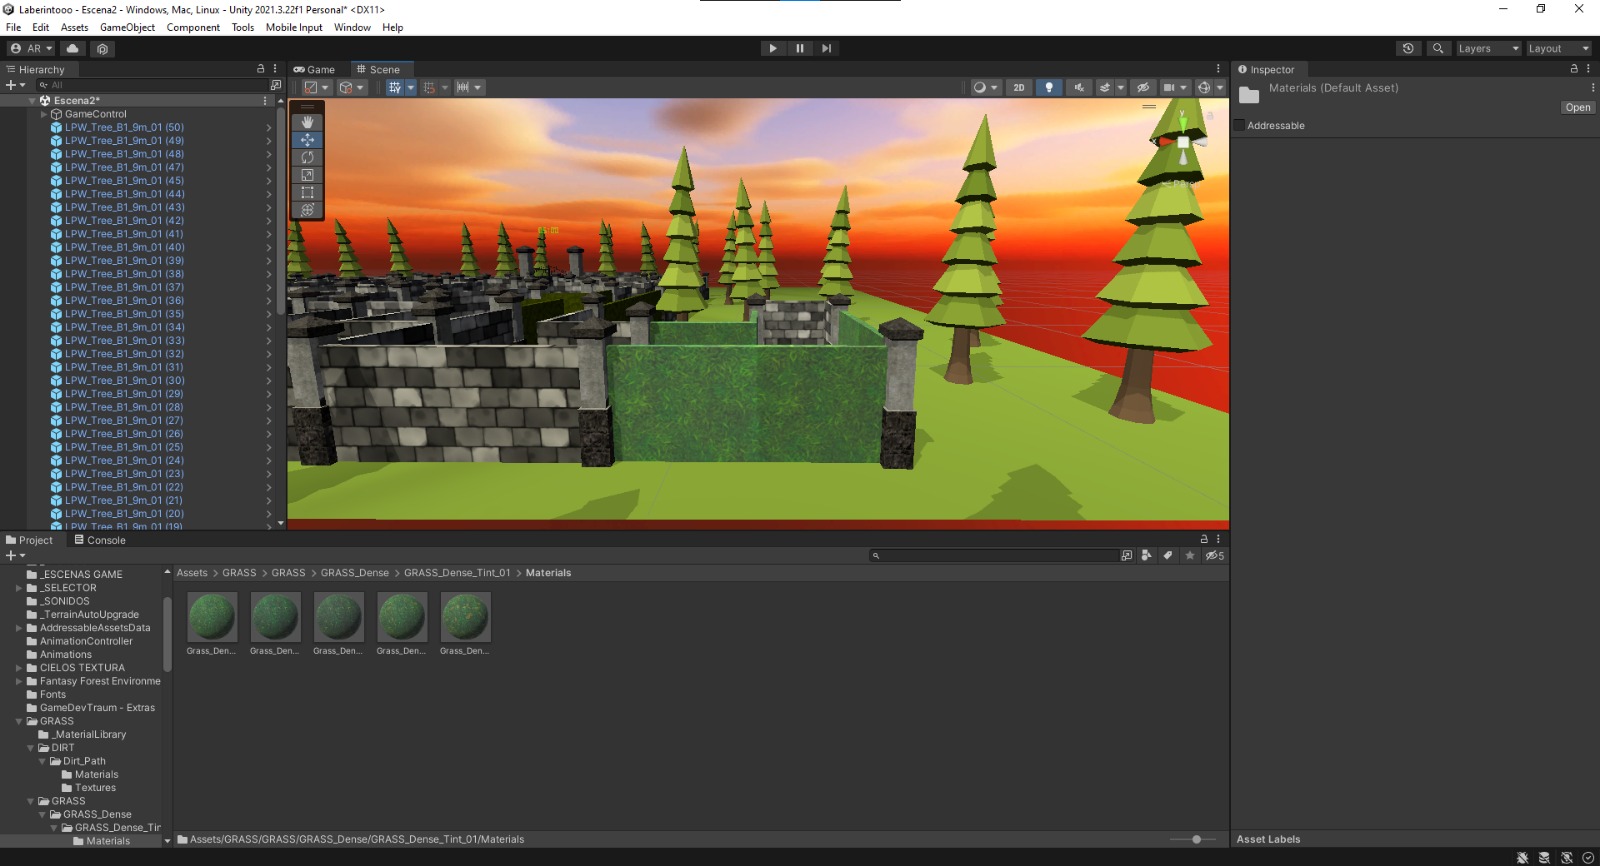 Laberintooo - Escena2 - Windows, Mac, Linux - Unity 2021.3.22f1 Personal* <DX11>
File Edit Assets GameObject Component Tools Mobile Input Window Help
AR Layers Layout
Hierarchy
All
Escena2*
GameControl
LPW_Tree_B1_9m_01 (50)
LPW_Tree_B1_9m_01 (49)
LPW_Tree_B1_9m_01 (48)
LPW_Tree_B1_9m_01 (47)
LPW_Tree_B1_9m_01 (45)
LPW_Tree_B1_9m_01 (44)
LPW_Tree_B1_9m_01 (43)
LPW_Tree_B1_9m_01 (42)
LPW_Tree_B1_9m_01 (41)
LPW_Tree_B1_9m_01 (40)
LPW_Tree_B1_9m_01 (39)
LPW_Tree_B1_9m_01 (38)
LPW_Tree_B1_9m_01 (37)
LPW_Tree_B1_9m_01 (36)
LPW_Tree_B1_9m_01 (35)
LPW_Tree_B1_9m_01 (34)
LPW_Tree_B1_9m_01 (33)
LPW_Tree_B1_9m_01 (32)
LPW_Tree_B1_9m_01 (31)
LPW_Tree_B1_9m_01 (30)
LPW_Tree_B1_9m_01 (29)
LPW_Tree_B1_9m_01 (28)
LPW_Tree_B1_9m_01 (27)
LPW_Tree_B1_9m_01 (26)
LPW_Tree_B1_9m_01 (25)
LPW_Tree_B1_9m_01 (24)
LPW_Tree_B1_9m_01 (23)
LPW_Tree_B1_9m_01 (22)
LPW_Tree_B1_9m_01 (21)
LPW_Tree_B1_9m_01 (20)
LPW_Tree_B1_9m_01 (19)
Game Scene
2D
y
Inspector
Materials (Default Asset)
Open
Addressable
Asset Labels
Project Console
5
_ESCENAS GAME
_SELECTOR
_SONIDOS
_TerrainAutoUpgrade
AddressableAssetsData
AnimationController
Animations
CIELOS TEXTURA
Fantasy Forest Environme
Fonts
GameDevTraum - Extras
GRASS
_MaterialLibrary
DIRT
Dirt_Path
Materials
Textures
GRASS
GRASS_Dense
GRASS_Dense_Tir
Materials
Assets > GRASS > GRASS > GRASS_Dense > GRASS_Dense_Tint_01 > Materials
Grass_Den... Grass_Den... Grass_Den... Grass_Den... Grass_Den...
Assets/GRASS/GRASS/GRASS_Dense/GRASS_Dense_Tint_01/Materials